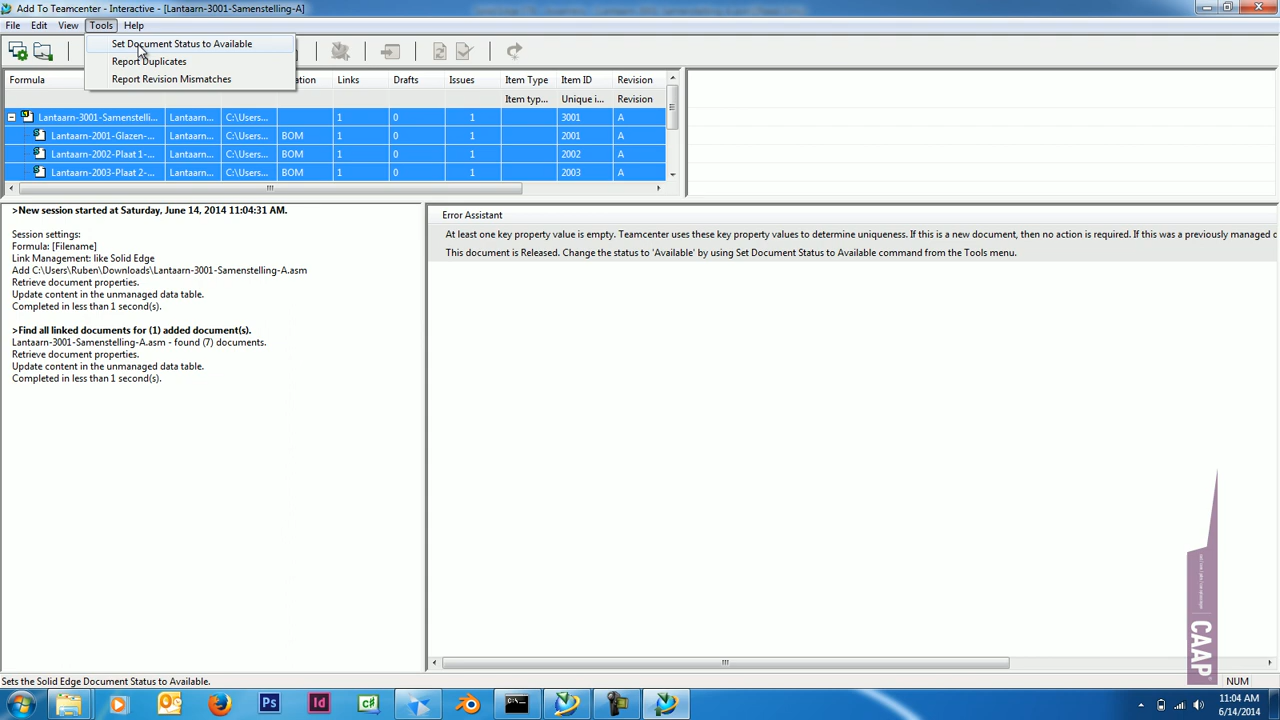 Add To Teamcenter - Interactive - [Lantaarn-3001-Samenstelling-A]
File Edit View Tools Help
Set Document Status to Available
Report Duplicates
Report Revision Mismatches
Formula Links Drafts Issues Item Type Item ID Revision
Item typ... Unique i... Revision
Lantaarn-3001-Samenstelli... Lantaarn... C:\Users... 1 0 1 3001 A
Lantaarn-2001-Glazen-... Lantaarn... C:\Users... BOM 1 0 1 2001 A
Lantaarn-2002-Plaat 1-... Lantaarn... C:\Users... BOM 1 0 1 2002 A
Lantaarn-2003-Plaat 2-... Lantaarn... C:\Users... BOM 1 0 1 2003 A
>New session started at Saturday, June 14, 2014 11:04:31 AM.
Session settings:
Formula: [Filename]
Link Management: like Solid Edge
Add C:\Users\Ruben\Downloads\Lantaarn-3001-Samenstelling-A.asm
Retrieve document properties.
Update content in the unmanaged data table.
Completed in less than 1 second(s).
>Find all linked documents for (1) added document(s).
Lantaarn-3001-Samenstelling-A.asm - found (7) documents.
Retrieve document properties.
Update content in the unmanaged data table.
Completed in less than 1 second(s).
Error Assistant
At least one key property value is empty. Teamcenter uses these key property values to determine uniqueness. If this is a new document, then no action is required. If this was a previously managed
This document is Released. Change the status to 'Available' by using Set Document Status to Available command from the Tools menu.
CAAP
Sets the Solid Edge Document Status to Available.
NUM
Ps Id C#
11:04 AM
6/14/2014